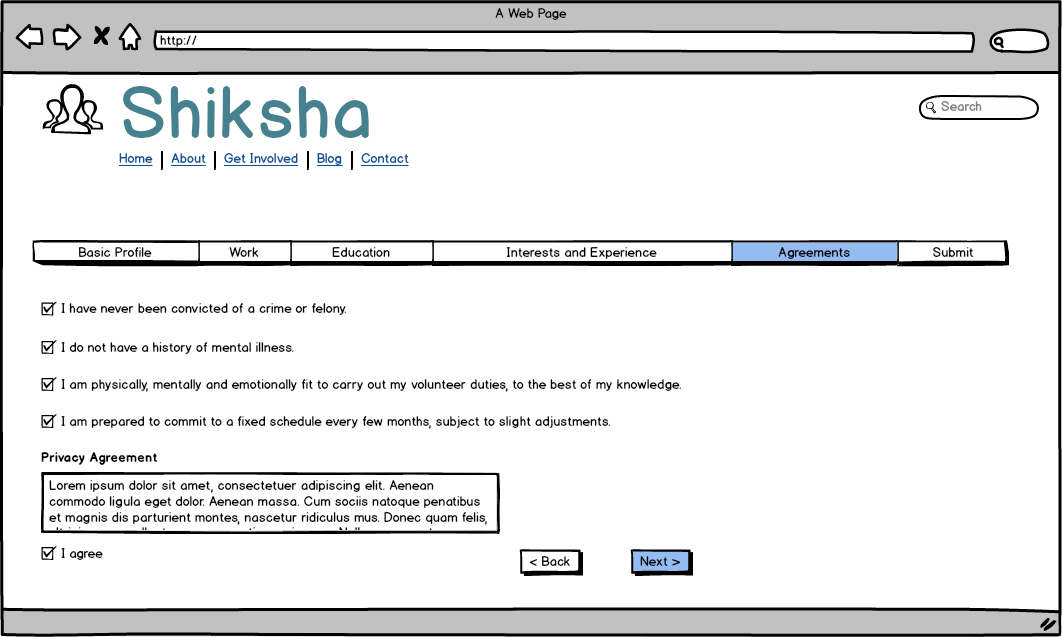 A Web Page
http://
Shiksha
Search
Home About Get Involved Blog Contact
Basic Profile Work Education Interests and Experience Agreements Submit
I have never been convicted of a crime or felony.
I do not have a history of mental illness.
I am physically, mentally and emotionally fit to carry out my volunteer duties, to the best of my knowledge.
I am prepared to commit to a fixed schedule every few months, subject to slight adjustments.
Privacy Agreement
Lorem ipsum dolor sit amet, consectetuer adipiscing elit. Aenean
commodo ligula eget dolor. Aenean massa. Cum sociis natoque penatibus
et magnis dis parturient montes, nascetur ridiculus mus. Donec quam felis,
I agree
< Back Next >